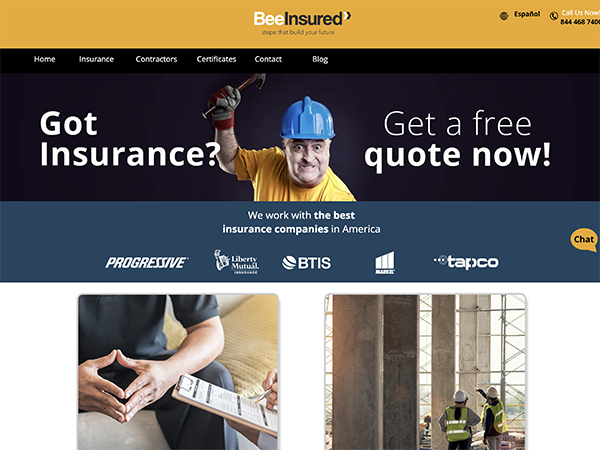 BeeInsured
steps that build your future
Español
Call Us Now!
844 468 7400
Home Insurance Contractors Certificates Contact Blog
Got
Insurance?
Get a free
quote now!
We work with the best
insurance companies in America
PROGRESSIVE
Liberty
Mutual.
INSURANCE
BTIS
MARKEL
tapco
Chat